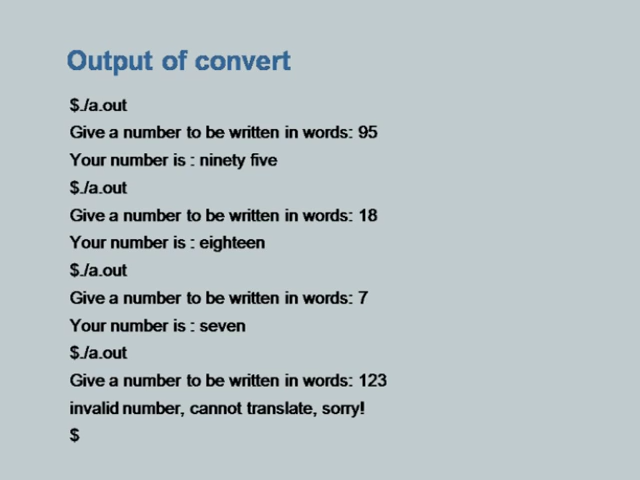 Output of convert
$./a.out
Give a number to be written in words: 95
Your number is : ninety five
$./a.out
Give a number to be written in words: 18
Your number is : eighteen
$./a.out
Give a number to be written in words: 7
Your number is : seven
$./a.out
Give a number to be written in words: 123
invalid number, cannot translate, sorry!
$